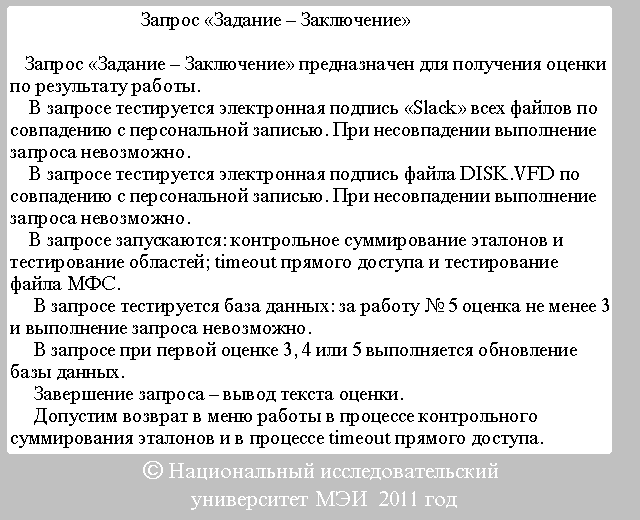 Запрос «Задание – Заключение»
Запрос «Задание – Заключение» предназначен для получения оценки
по результату работы.
В запросе тестируется электронная подпись «Slack» всех файлов по
совпадению с персональной записью. При несовпадении выполнение
запроса невозможно.
В запросе тестируется электронная подпись файла DISK.VFD по
совпадению с персональной записью. При несовпадении выполнение
запроса невозможно.
В запросе запускаются: контрольное суммирование эталонов и
тестирование областей; timeout прямого доступа и тестирование
файла МФС.
В запросе тестируется база данных: за работу № 5 оценка не менее 3
и выполнение запроса невозможно.
В запросе при первой оценке 3, 4 или 5 выполняется обновление
базы данных.
Завершение запроса – вывод текста оценки.
Допустим возврат в меню работы в процессе контрольного
суммирования эталонов и в процессе timeout прямого доступа.
© Национальный исследовательский
университет МЭИ 2011 год